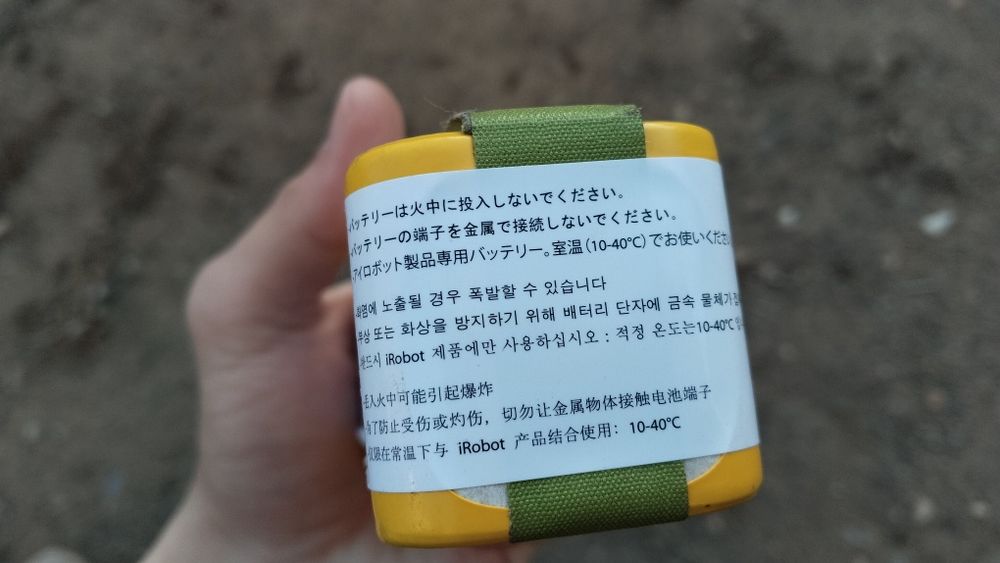 バッテリーは火中に投入しないでください。
バッテリーの端子を金属で接続しないでください。
アイロボット製品専用バッテリー。室温(10-40°C)でお使いくださ
화염에 노출될 경우 폭발할 수 있습니다
부상 또는 화상을 방지하기 위해 배터리 단자에 금속 물체가
반드시 iRobot 제품에만 사용하십시오 : 적정 온도는10-40°C
丢入火中可能引起爆炸
为了防止受伤或灼伤，切勿让金属物体接触电池端子
仅限在常温下与 iRobot 产品结合使用：10-40°C